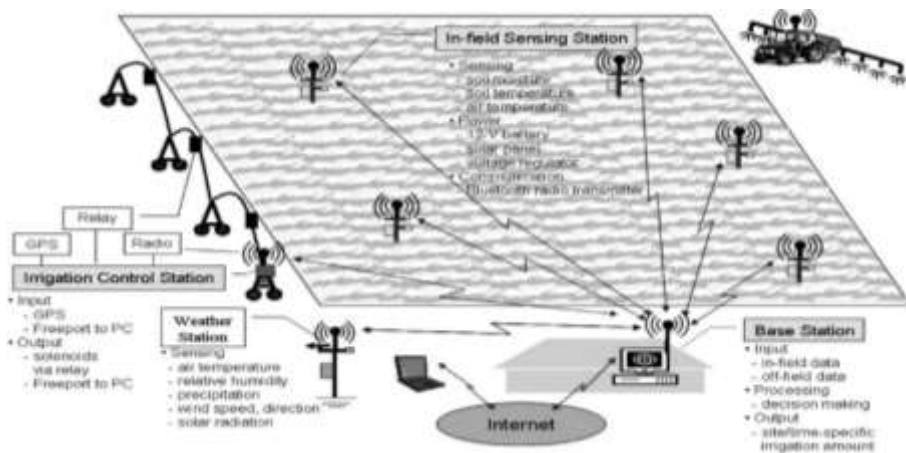 In-field Sensing Station
• Sensing
- soil moisture
- soil temperature
- air temperature
• Power
- 12-V battery
- solar panel
- voltage regulator
• Communication
- Bluetooth radio transmitter
Relay
GPS
Radio
Irrigation Control Station
• Input
- GPS
- Freeport to PC
• Output
- solenoids
via relay
- Freeport to PC
Weather
Station
• Sensing
- air temperature
- relative humidity
- precipitation
- wind speed, direction
- solar radiation
Internet
Base Station
• Input
- in-field data
- off-field data
• Processing
- decision making
• Output
- site/time-specific
irrigation amount